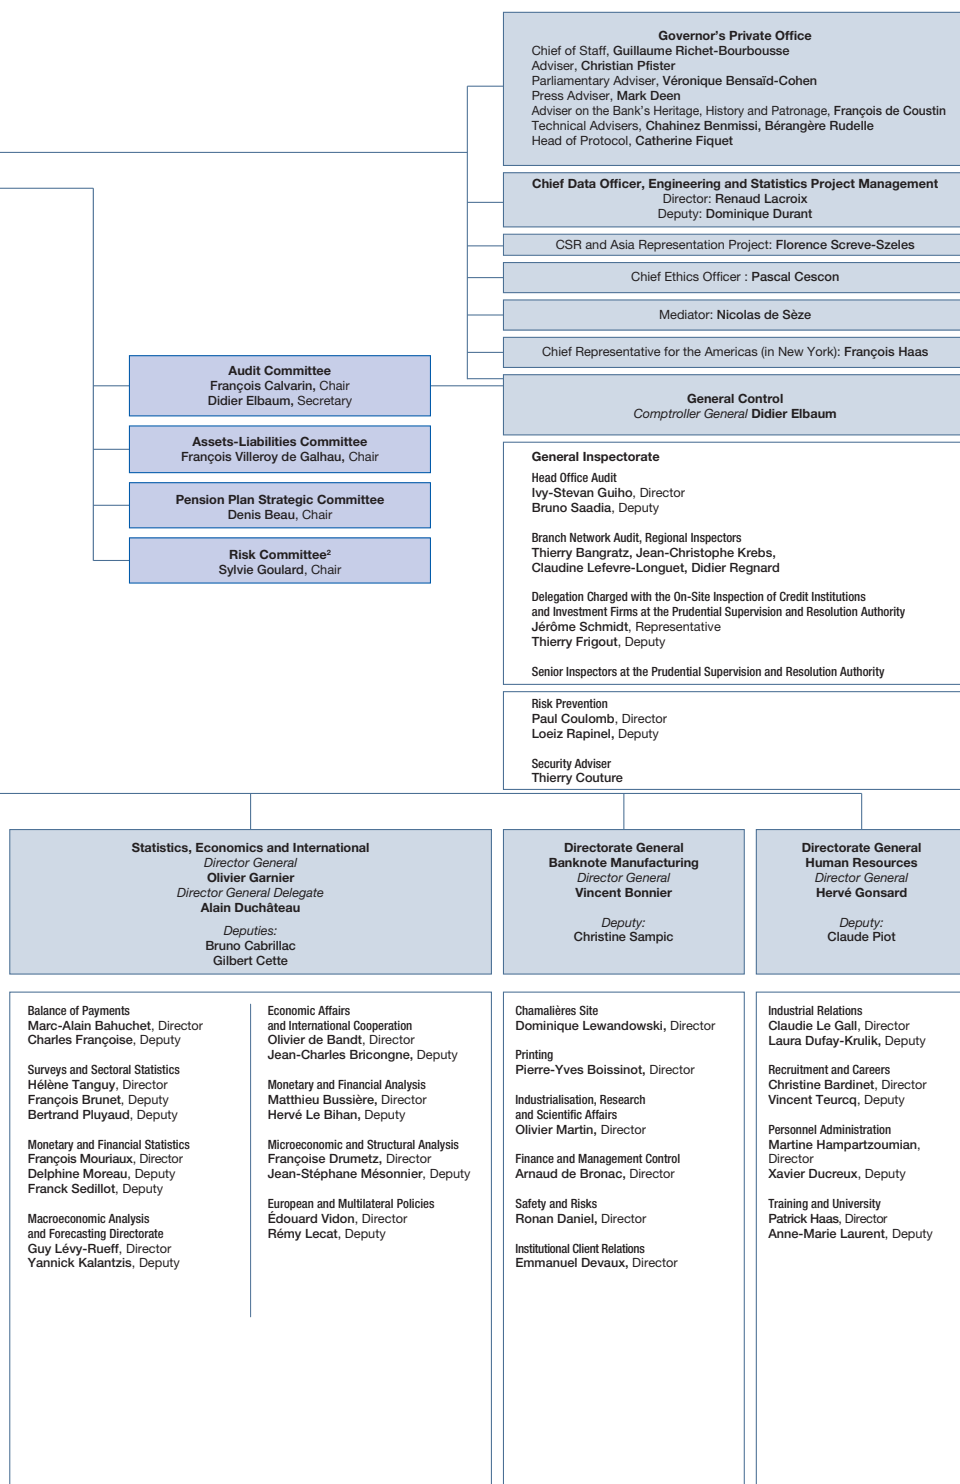 Governor's Private Office
Chief of Staff, Guillaume Richet-Bourbousse
Adviser, Christian Pfister
Parliamentary Adviser, Véronique Bensaïd-Cohen
Press Adviser, Mark Deen
Adviser on the Bank's Heritage, History and Patronage, François de Coustin
Technical Advisers, Chahinez Benmissi, Bérangère Rudelle
Head of Protocol, Catherine Fiquet
Chief Data Officer, Engineering and Statistics Project Management
Director: Renaud Lacroix
Deputy: Dominique Durant
CSR and Asia Representation Project: Florence Screve-Szeles
Chief Ethics Officer : Pascal Cescon
Mediator: Nicolas de Sèze
Chief Representative for the Americas (in New York): François Haas
Audit Committee
François Calvarin, Chair
Didier Elbaum, Secretary
General Control
Comptroller General Didier Elbaum
Assets-Liabilities Committee
François Villeroy de Galhau, Chair
Pension Plan Strategic Committee
Denis Beau, Chair
Risk Committee²
Sylvie Goulard, Chair
General Inspectorate
Head Office Audit
Ivy-Stevan Guiho, Director
Bruno Saadia, Deputy
Branch Network Audit, Regional Inspectors
Thierry Bangratz, Jean-Christophe Krebs,
Claudine Lefevre-Longuet, Didier Regnard
Delegation Charged with the On-Site Inspection of Credit Institutions
and Investment Firms at the Prudential Supervision and Resolution Authority
Jérôme Schmidt, Representative
Thierry Frigout, Deputy
Senior Inspectors at the Prudential Supervision and Resolution Authority
Risk Prevention
Paul Coulomb, Director
Loeiz Rapinel, Deputy
Security Adviser
Thierry Couture
Statistics, Economics and International
Director General
Olivier Garnier
Director General Delegate
Alain Duchâteau
Deputies:
Bruno Cabrillac
Gilbert Cette
Directorate General
Banknote Manufacturing
Director General
Vincent Bonnier
Deputy:
Christine Sampic
Directorate General
Human Resources
Director General
Hervé Gonsard
Deputy:
Claude Piot
Balance of Payments
Marc-Alain Bahuchet, Director
Charles Françoise, Deputy
Surveys and Sectoral Statistics
Hélène Tanguy, Director
François Brunet, Deputy
Bertrand Pluyaud, Deputy
Monetary and Financial Statistics
François Mouriaux, Director
Delphine Moreau, Deputy
Franck Sedillot, Deputy
Macroeconomic Analysis
and Forecasting Directorate
Guy Lévy-Rueff, Director
Yannick Kalantzis, Deputy
Economic Affairs
and International Cooperation
Olivier de Bandt, Director
Jean-Charles Bricongne, Deputy
Monetary and Financial Analysis
Matthieu Bussière, Director
Hervé Le Bihan, Deputy
Microeconomic and Structural Analysis
Françoise Drumetz, Director
Jean-Stéphane Mésonnier, Deputy
European and Multilateral Policies
Édouard Vidon, Director
Rémy Lecat, Deputy
Chamalières Site
Dominique Lewandowski, Director
Printing
Pierre-Yves Boissinot, Director
Industrialisation, Research
and Scientific Affairs
Olivier Martin, Director
Finance and Management Control
Arnaud de Bronac, Director
Safety and Risks
Ronan Daniel, Director
Institutional Client Relations
Emmanuel Devaux, Director
Industrial Relations
Claudie Le Gall, Director
Laura Dufay-Krulik, Deputy
Recruitment and Careers
Christine Bardinet, Director
Vincent Teurcq, Deputy
Personnel Administration
Martine Hampartzoumian,
Director
Xavier Ducreux, Deputy
Training and University
Patrick Haas, Director
Anne-Marie Laurent, Deputy